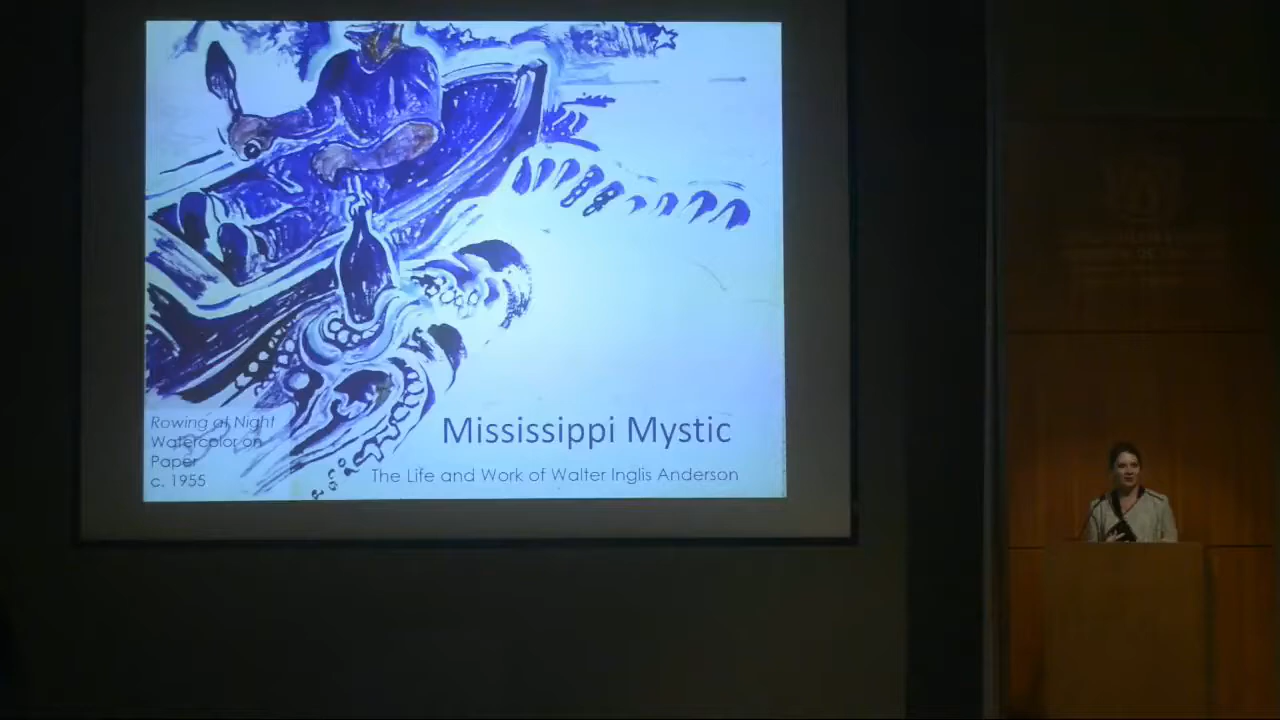 Rowing at Night
Watercolor on
Paper
c. 1955
Mississippi Mystic
The Life and Work of Walter Inglis Anderson